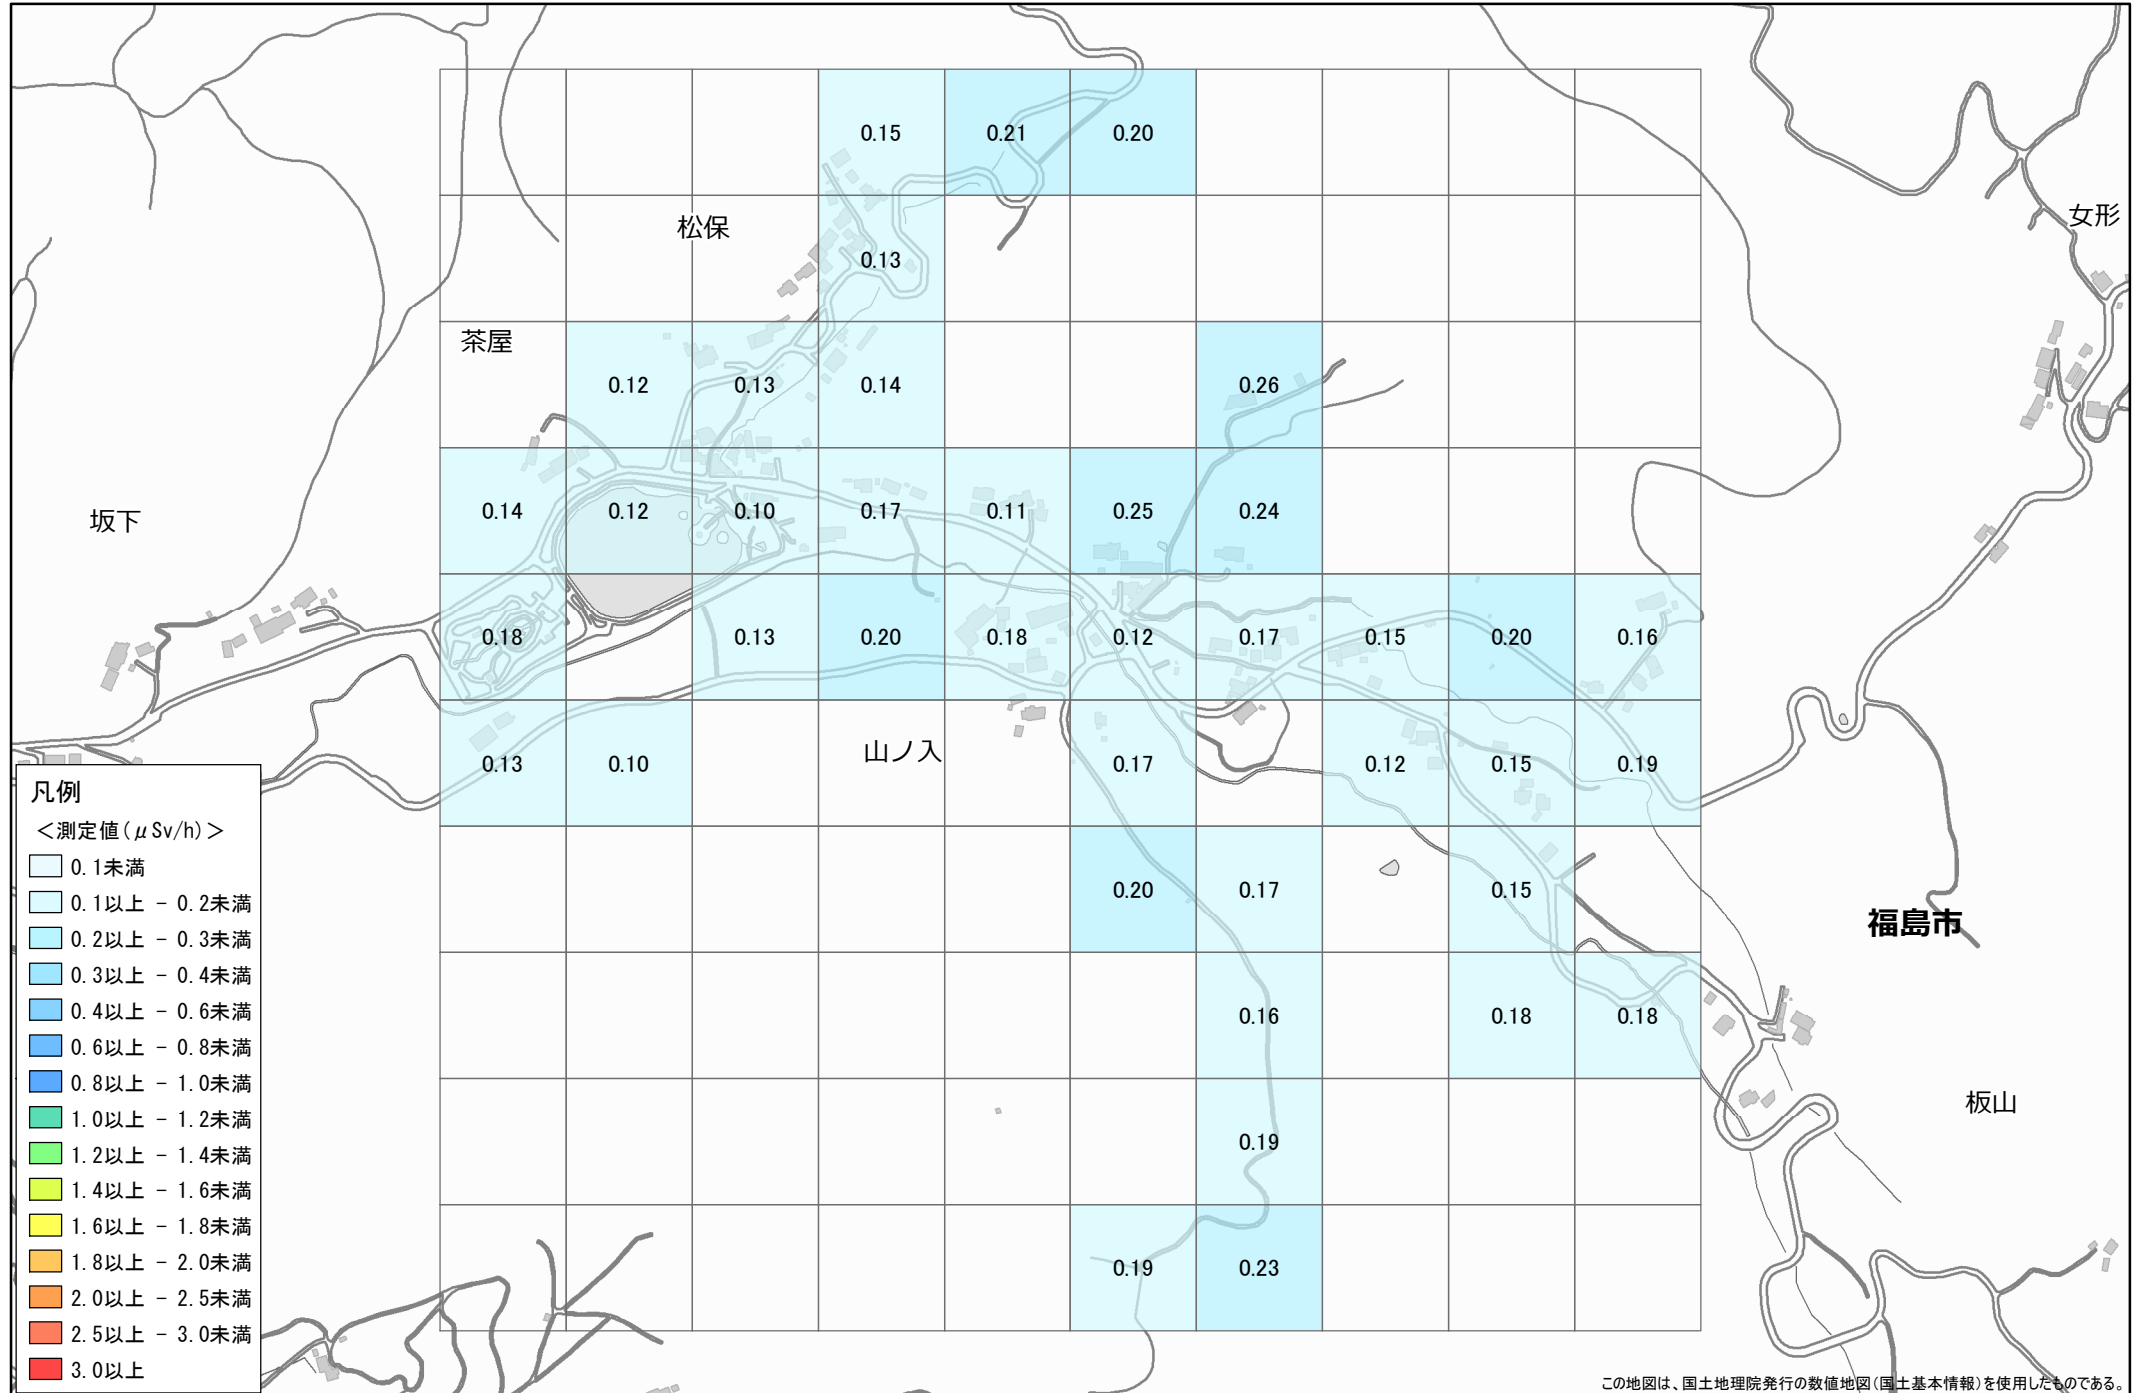 0.15 0.21 0.20
松保
女形
0.13
茶屋
0.12 0.13 0.14 0.26
坂下
0.14 0.12 0.10 0.17 0.11 0.25 0.24
0.18 0.13 0.20 0.18 0.12 0.17 0.15 0.20 0.16
山ノ入
0.13 0.10 0.17 0.12 0.15 0.19
0.20 0.17 0.15
福島市
0.16 0.18 0.18
板山
0.19
0.19 0.23
凡例
＜測定値(μSv/h)＞
0.1未満
0.1以上 - 0.2未満
0.2以上 - 0.3未満
0.3以上 - 0.4未満
0.4以上 - 0.6未満
0.6以上 - 0.8未満
0.8以上 - 1.0未満
1.0以上 - 1.2未満
1.2以上 - 1.4未満
1.4以上 - 1.6未満
1.6以上 - 1.8未満
1.8以上 - 2.0未満
2.0以上 - 2.5未満
2.5以上 - 3.0未満
3.0以上
この地図は、国土地理院発行の数値地図(国土基本情報)を使用したものである。